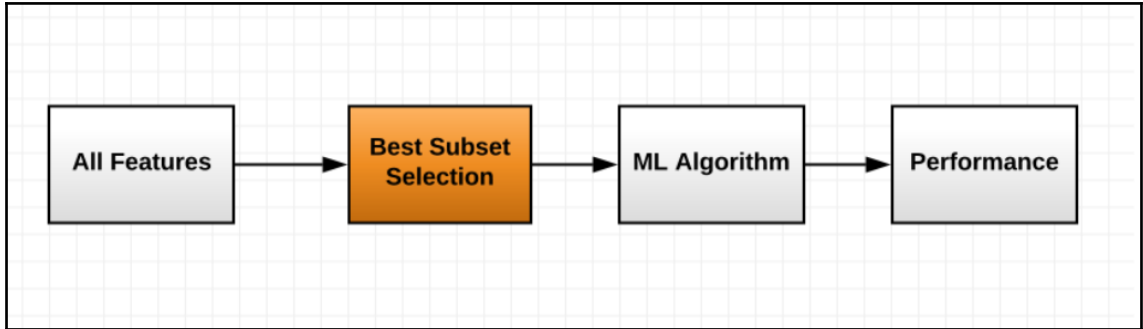 All Features
Best Subset
Selection
ML Algorithm
Performance